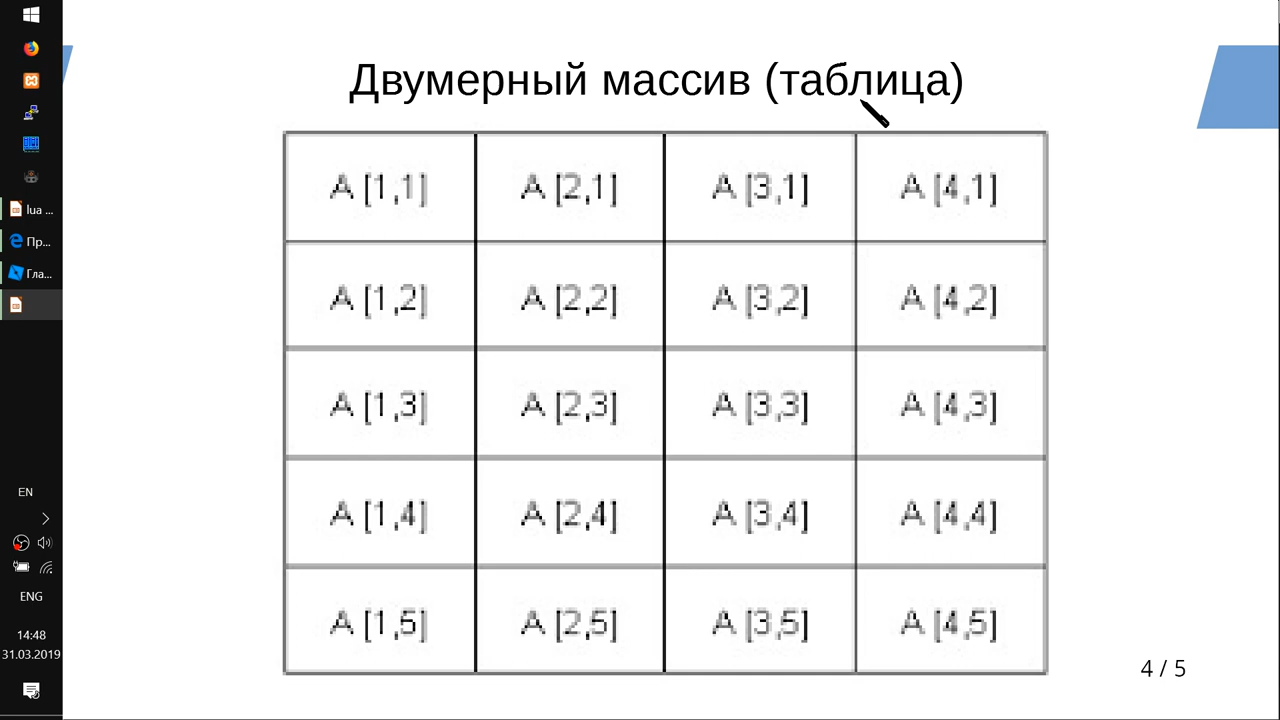 Двумерный массив (таблица)
A [1,1] A [2,1] A [3,1] A [4,1]
A [1,2] A [2,2] A [3,2] A [4,2]
A [1,3] A [2,3] A [3,3] A [4,3]
A [1,4] A [2,4] A [3,4] A [4,4]
A [1,5] A [2,5] A [3,5] A [4,5]
4 / 5
lua ...
Пр...
Гла...
EN
ENG
14:48
31.03.2019